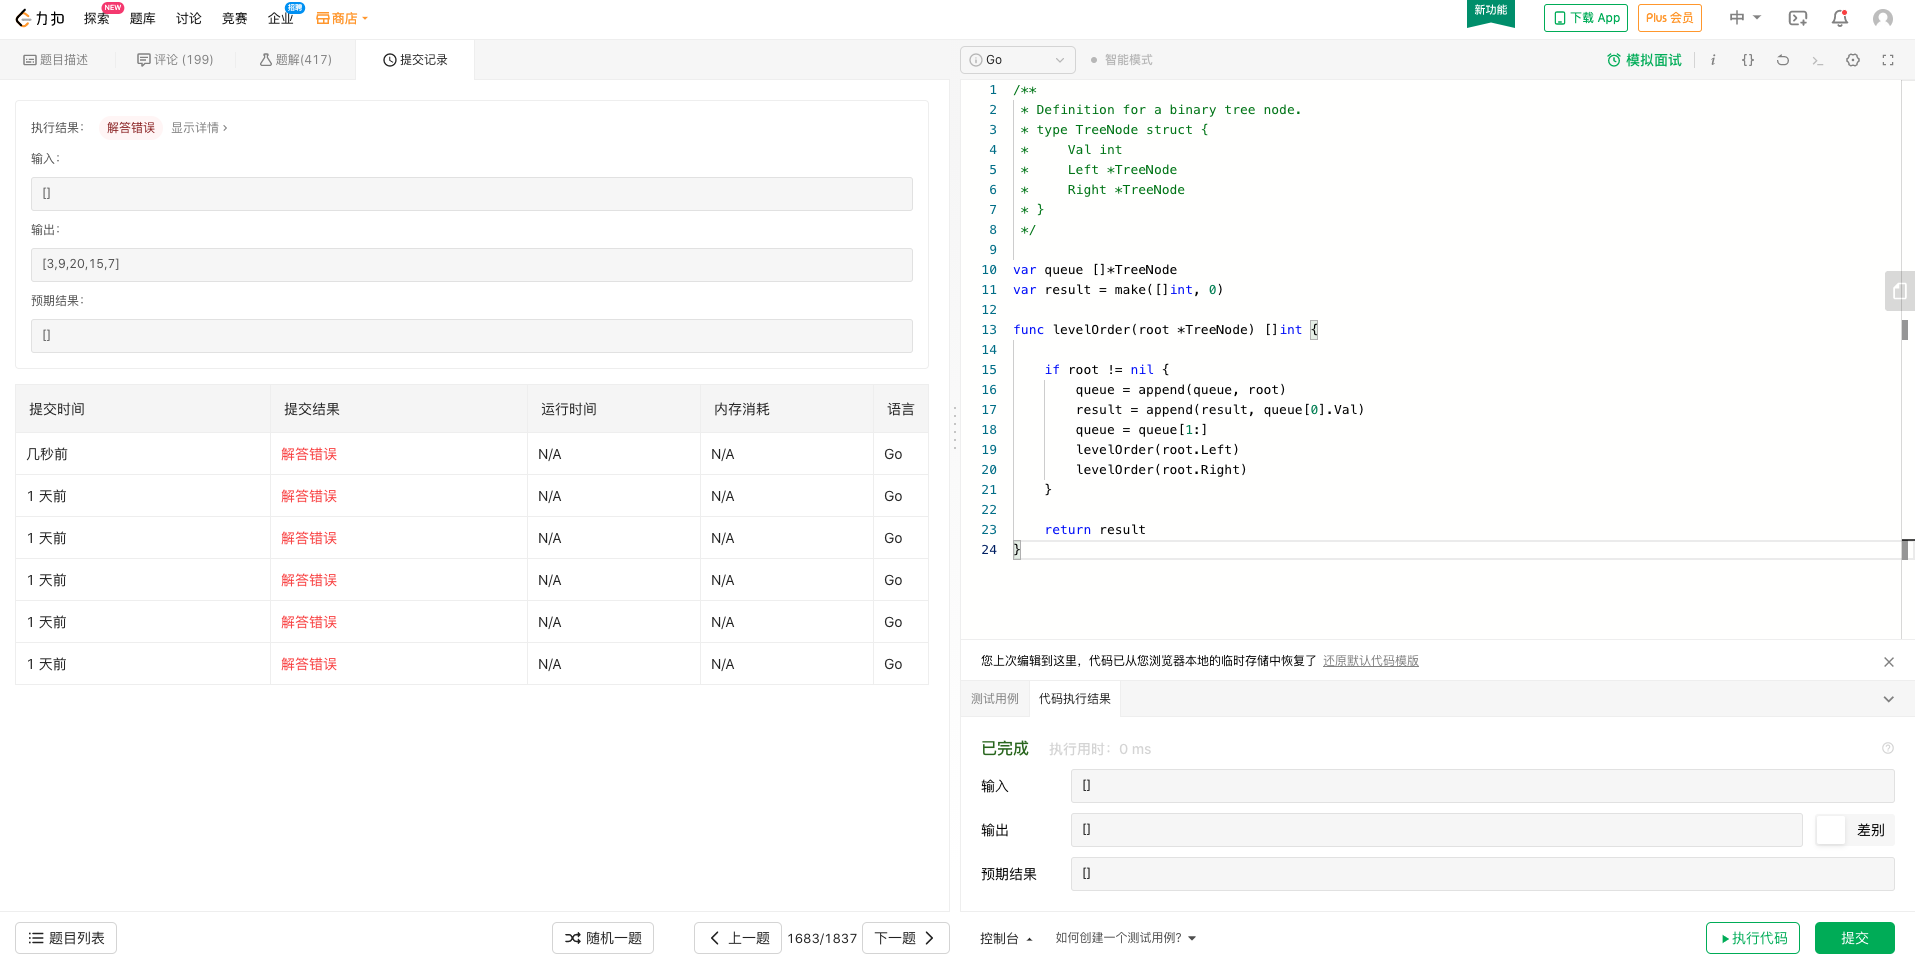 力扣 探索 NEW 题库 讨论 竞赛 企业 招聘 商店 新功能 下载 App Plus 会员 中
题目描述 评论 (199) 题解(417) 提交记录
执行结果： 解答错误 显示详情 >
输入：
[]
输出：
[3,9,20,15,7]
预期结果：
[]
提交时间 提交结果 运行时间 内存消耗 语言
几秒前 解答错误 N/A N/A Go
1 天前 解答错误 N/A N/A Go
1 天前 解答错误 N/A N/A Go
1 天前 解答错误 N/A N/A Go
1 天前 解答错误 N/A N/A Go
1 天前 解答错误 N/A N/A Go
题目列表 随机一题 < 上一题 1683/1837 下一题 >
Go 智能模式 模拟面试 i {}
1 /**
2  * Definition for a binary tree node.
3  * type TreeNode struct {
4  *     Val int
5  *     Left *TreeNode
6  *     Right *TreeNode
7  * }
8  */
9
10 var queue []*TreeNode
11 var result = make([]int, 0)
12
13 func levelOrder(root *TreeNode) []int {
14
15     if root != nil {
16         queue = append(queue, root)
17         result = append(result, queue[0].Val)
18         queue = queue[1:]
19         levelOrder(root.Left)
20         levelOrder(root.Right)
21     }
22
23     return result
24 }
您上次编辑到这里，代码已从您浏览器本地的临时存储中恢复了 还原默认代码模版
测试用例 代码执行结果
已完成 执行用时：0 ms
输入 []
输出 [] 差别
预期结果 []
控制台 如何创建一个测试用例? 执行代码 提交